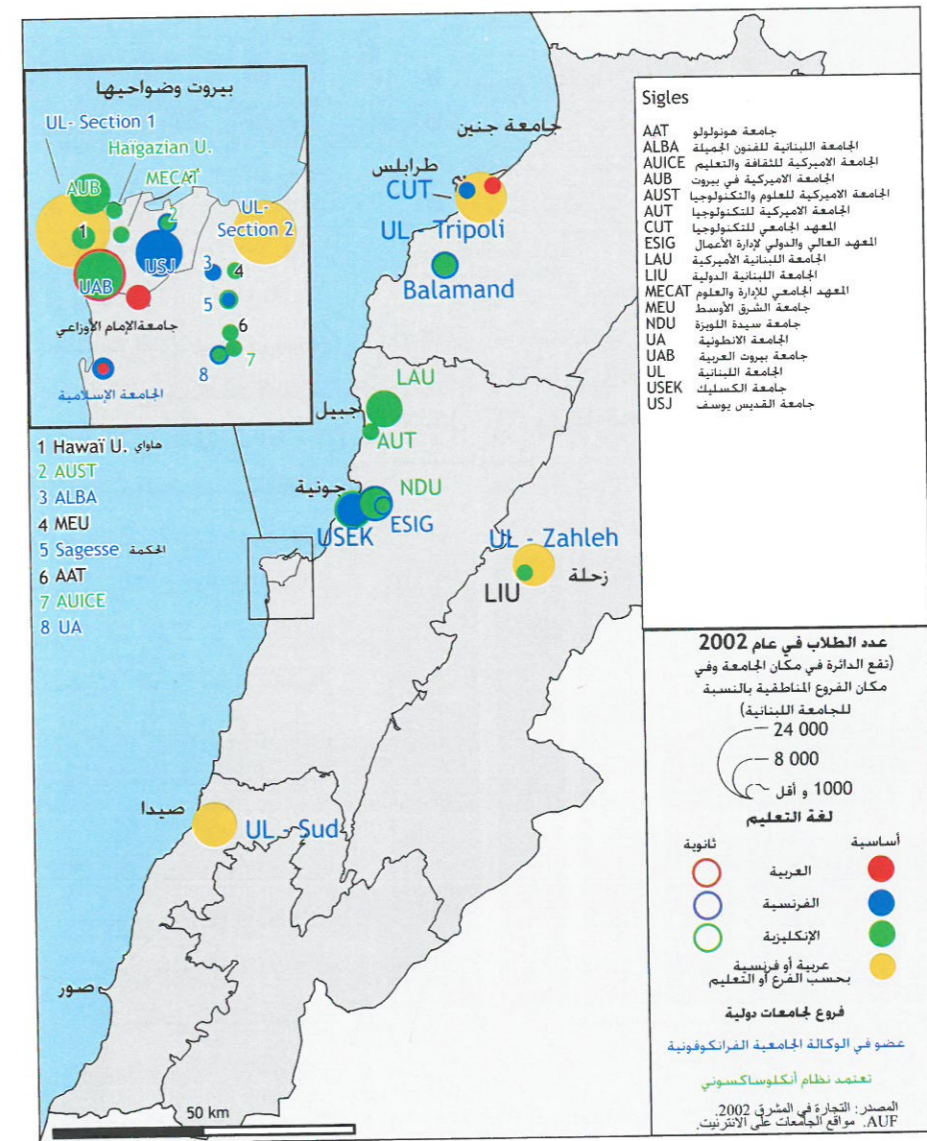 بيروت وضواحيها
UL- Section 1
Haïgazian U.
AUB
MECAT
1
2
UL-
Section 2
USJ
UAB
3
4
5
جامعة الإمام الأوزاعي
6
7
8
الجامعة الإسلامية
1 Hawaï U. هاواي
2 AUST
3 ALBA
4 MEU
5 Sagesse الحكمة
6 AAT
7 AUICE
8 UA
جامعة جنين
طرابلس
CUT
UL - Tripoli
Balamand
LAU
جبيل
AUT
جونية
NDU
USEK
ESIG
UL - Zahleh
زحلة
LIU
صيدا
UL - Sud
صور
50 km
Sigles
AAT جامعة هونولولو
ALBA الجامعة اللبنانية للفنون الجميلة
AUICE الجامعة الاميركية للثقافة والتعليم
AUB الجامعة الاميركية في بيروت
AUST الجامعة الاميركية للعلوم والتكنولوجيا
AUT الجامعة الاميركية للتكنولوجيا
CUT المعهد الجامعي للتكنولوجيا
ESIG المعهد العالي والدولي لإدارة الأعمال
LAU الجامعة اللبنانية الأميركية
LIU الجامعة اللبنانية الدولية
MECAT المعهد الجامعي للإدارة والعلوم
MEU جامعة الشرق الأوسط
NDU جامعة سيدة اللويزة
UA الجامعة الانطونية
UAB جامعة بيروت العربية
UL الجامعة اللبنانية
USEK جامعة الكسليك
USJ جامعة القديس يوسف
عدد الطلاب في عام 2002
(تقع الدائرة في مكان الجامعة وفي
مكان الفروع المناطقية بالنسبة
للجامعة اللبنانية)
24 000
8 000
1000 و أقل
لغة التعليم
أساسية ثانوية
العربية
الفرنسية
الإنكليزية
عربية أو فرنسية
بحسب الفرع أو التعليم
فروع لجامعات دولية
عضو في الوكالة الجامعية الفرانكوفونية
تعتمد نظام أنكلوساكسوني
المصدر: التجارة في المشرق 2002.
AUF. مواقع الجامعات على الانترنيت.